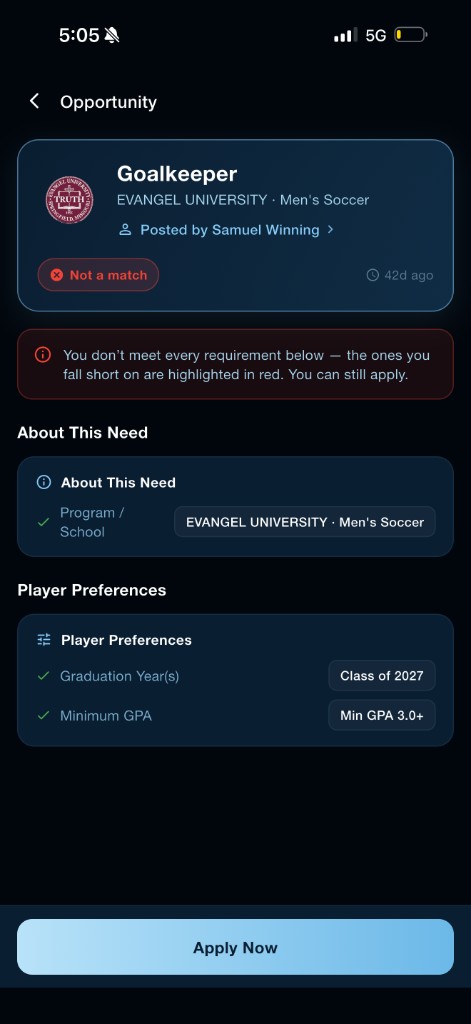 5:05
5G
Opportunity
Goalkeeper
EVANGEL UNIVERSITY · Men's Soccer
Posted by Samuel Winning
Not a match
42d ago
You don't meet every requirement below — the ones you
fall short on are highlighted in red. You can still apply.
About This Need
About This Need
Program /
School
EVANGEL UNIVERSITY · Men's Soccer
Player Preferences
Player Preferences
Graduation Year(s)
Class of 2027
Minimum GPA
Min GPA 3.0+
Apply Now
EVANGEL UNIVERSITY
TRUTH